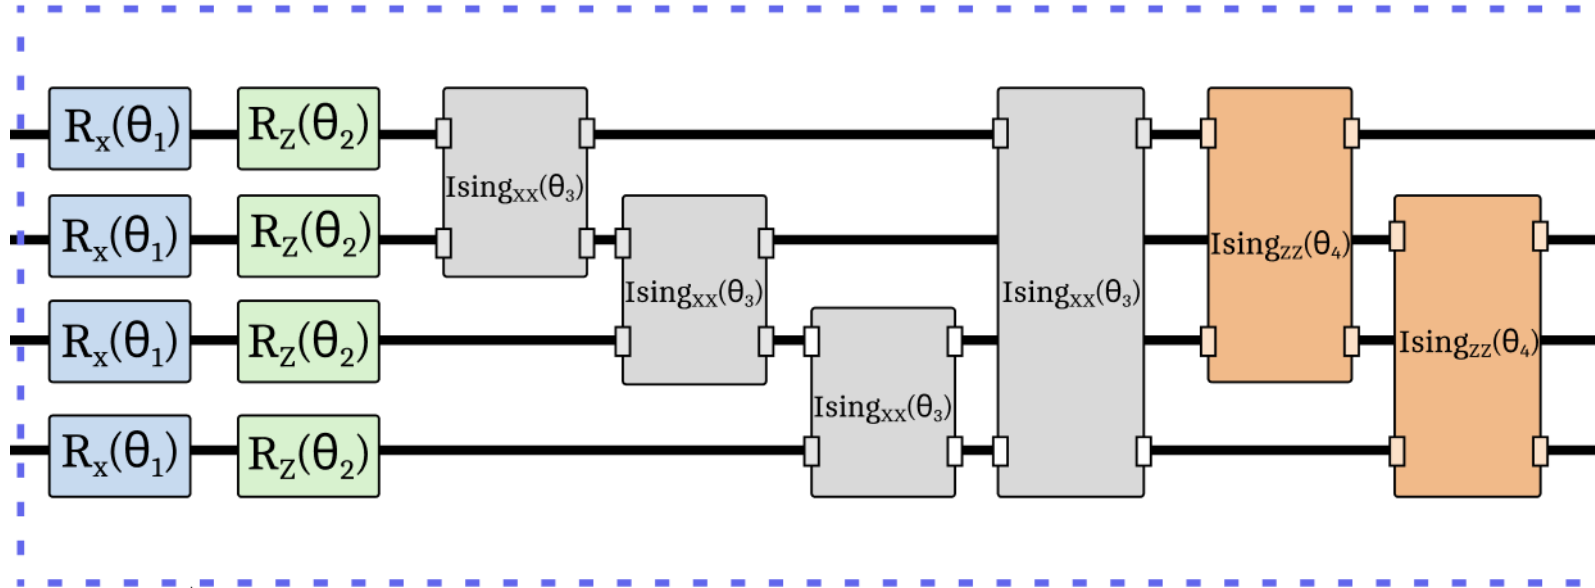 Rx(θ1) RZ(θ2)
IsingXX(θ3)
Rx(θ1) RZ(θ2) IsingZZ(θ4)
IsingXX(θ3) IsingXX(θ3)
Rx(θ1) RZ(θ2) IsingZZ(θ4)
IsingXX(θ3)
Rx(θ1) RZ(θ2)